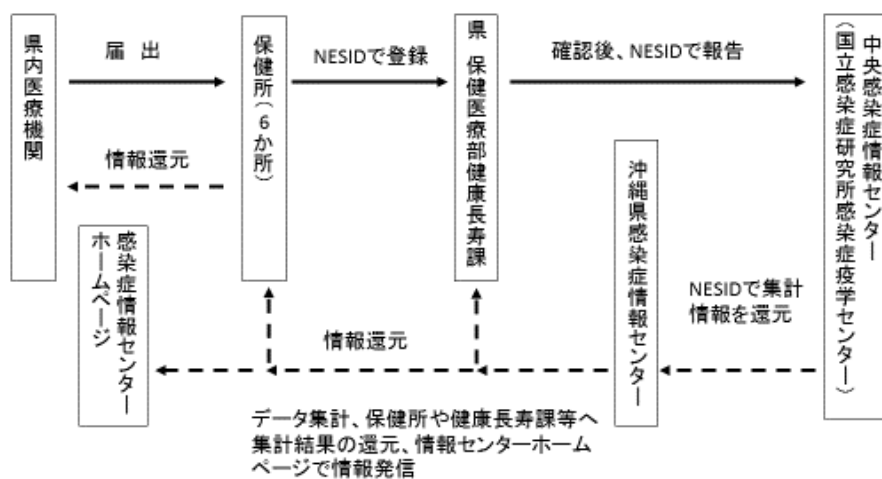 県内医療機関
届 出
情報還元
保健所(6か所)
NESIDで登録
県 保健医療部健康長寿課
確認後、NESIDで報告
中央感染症情報センター
(国立感染症研究所感染症疫学センター)
沖縄県感染症情報センター
NESIDで集計
情報を還元
感染症情報センター
ホームページ
情報還元
データ集計、保健所や健康長寿課等へ
集計結果の還元、情報センターホーム
ページで情報発信